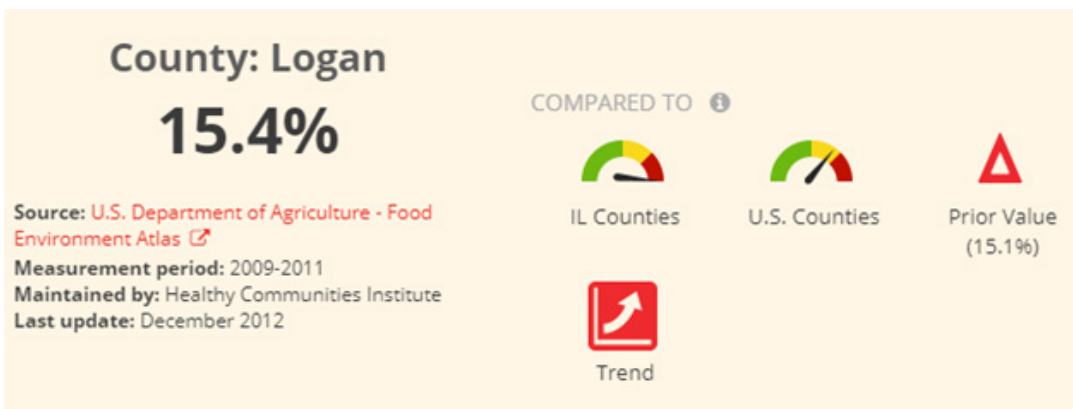 County: Logan
15.4%
Source: U.S. Department of Agriculture - Food
Environment Atlas
Measurement period: 2009-2011
Maintained by: Healthy Communities Institute
Last update: December 2012
COMPARED TO
IL Counties
U.S. Counties
Prior Value
(15.1%)
Trend